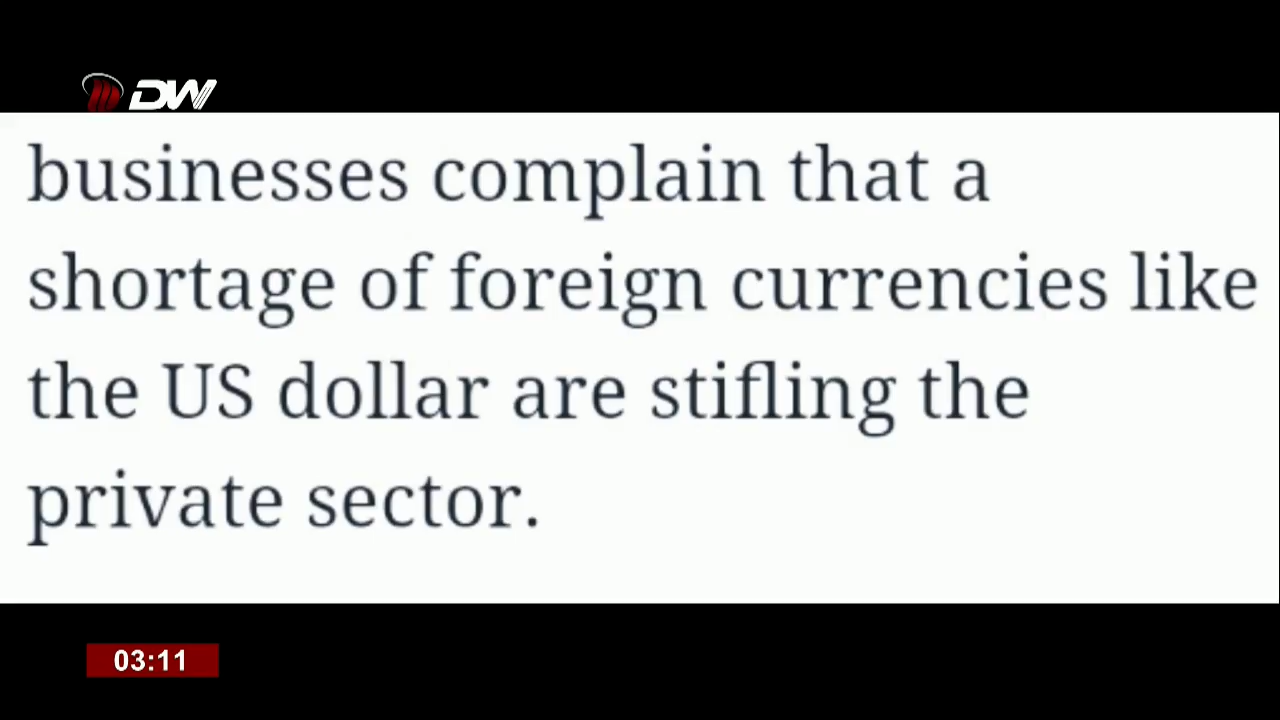 DW
businesses complain that a
shortage of foreign currencies like
the US dollar are stifling the
private sector.
03:11